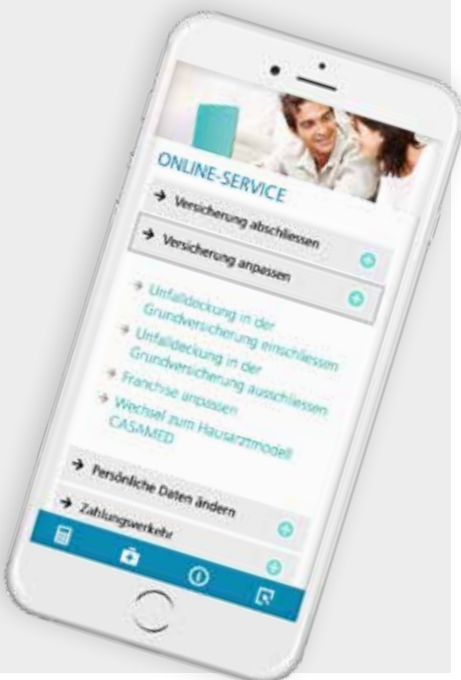 ONLINE-SERVICE
Versicherung abschliessen
Versicherung anpassen
Unfalldeckung in der
Grundversicherung einschliessen
Unfalldeckung in der
Grundversicherung ausschliessen
Franchise anpassen
Wechsel zum Hausarztmodell
CASAMED
Persönliche Daten ändern
Zahlungsverkehr